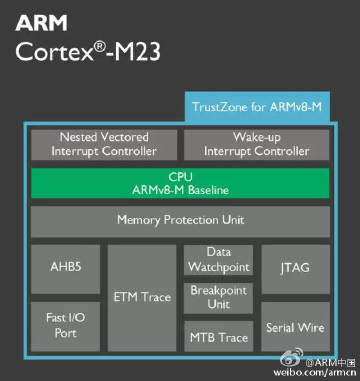 ARM
Cortex®-M23
TrustZone for ARMv8-M
Nested Vectored
Interrupt Controller
Wake-up
Interrupt Controller
CPU
ARMv8-M Baseline
Memory Protection Unit
AHB5
ETM Trace
Data
Watchpoint
JTAG
Breakpoint
Unit
Fast I/O
Port
MTB Trace
Serial Wire
@ARM中国
weibo.com/armcn